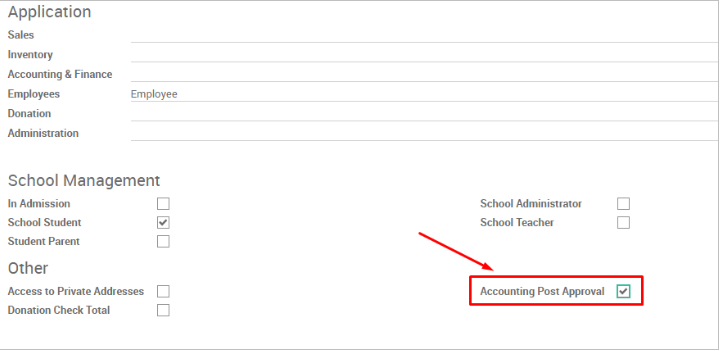 Application
Sales
Inventory
Accounting & Finance
Employees Employee
Donation
Administration
School Management
In Admission School Administrator
School Student School Teacher
Student Parent
Other
Access to Private Addresses Accounting Post Approval
Donation Check Total